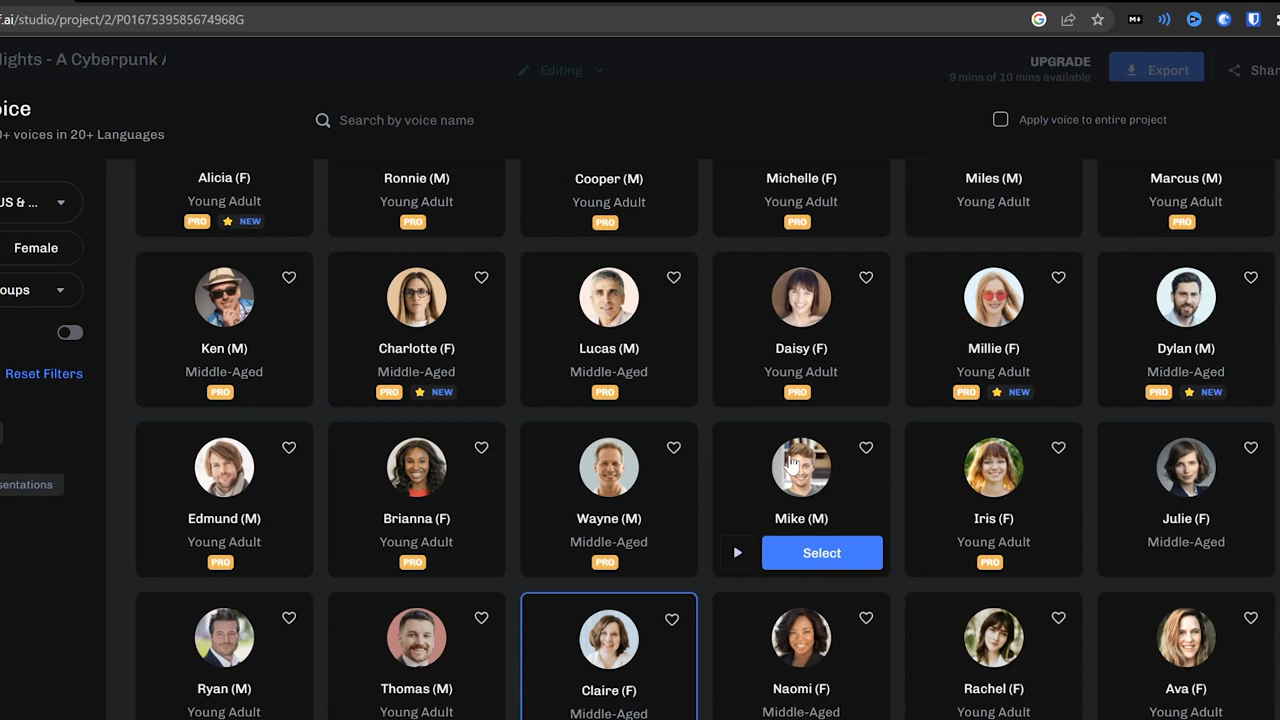 f.ai/studio/project/2/P0167539585674968G
M+
lights - A Cyberpunk A
Editing
UPGRADE
9 mins of 10 mins available
Export
Shar
oice
0+ voices in 20+ Languages
Search by voice name
Apply voice to entire project
US & ...
Female
oups
Reset Filters
sentations
Alicia (F)
Young Adult
PRO
NEW
Ronnie (M)
Young Adult
PRO
Cooper (M)
Young Adult
PRO
Michelle (F)
Young Adult
PRO
Miles (M)
Young Adult
Marcus (M)
Young Adult
PRO
Ken (M)
Middle-Aged
PRO
Charlotte (F)
Middle-Aged
PRO
NEW
Lucas (M)
Middle-Aged
PRO
Daisy (F)
Young Adult
PRO
Millie (F)
Young Adult
PRO
NEW
Dylan (M)
Middle-Aged
PRO
NEW
Edmund (M)
Young Adult
PRO
Brianna (F)
Young Adult
PRO
Wayne (M)
Middle-Aged
PRO
Mike (M)
Select
Iris (F)
Young Adult
PRO
Julie (F)
Middle-Aged
Ryan (M)
Young Adult
Thomas (M)
Young Adult
Claire (F)
Middle-Aged
Naomi (F)
Middle-Aged
Rachel (F)
Young Adult
Ava (F)
Young Adult